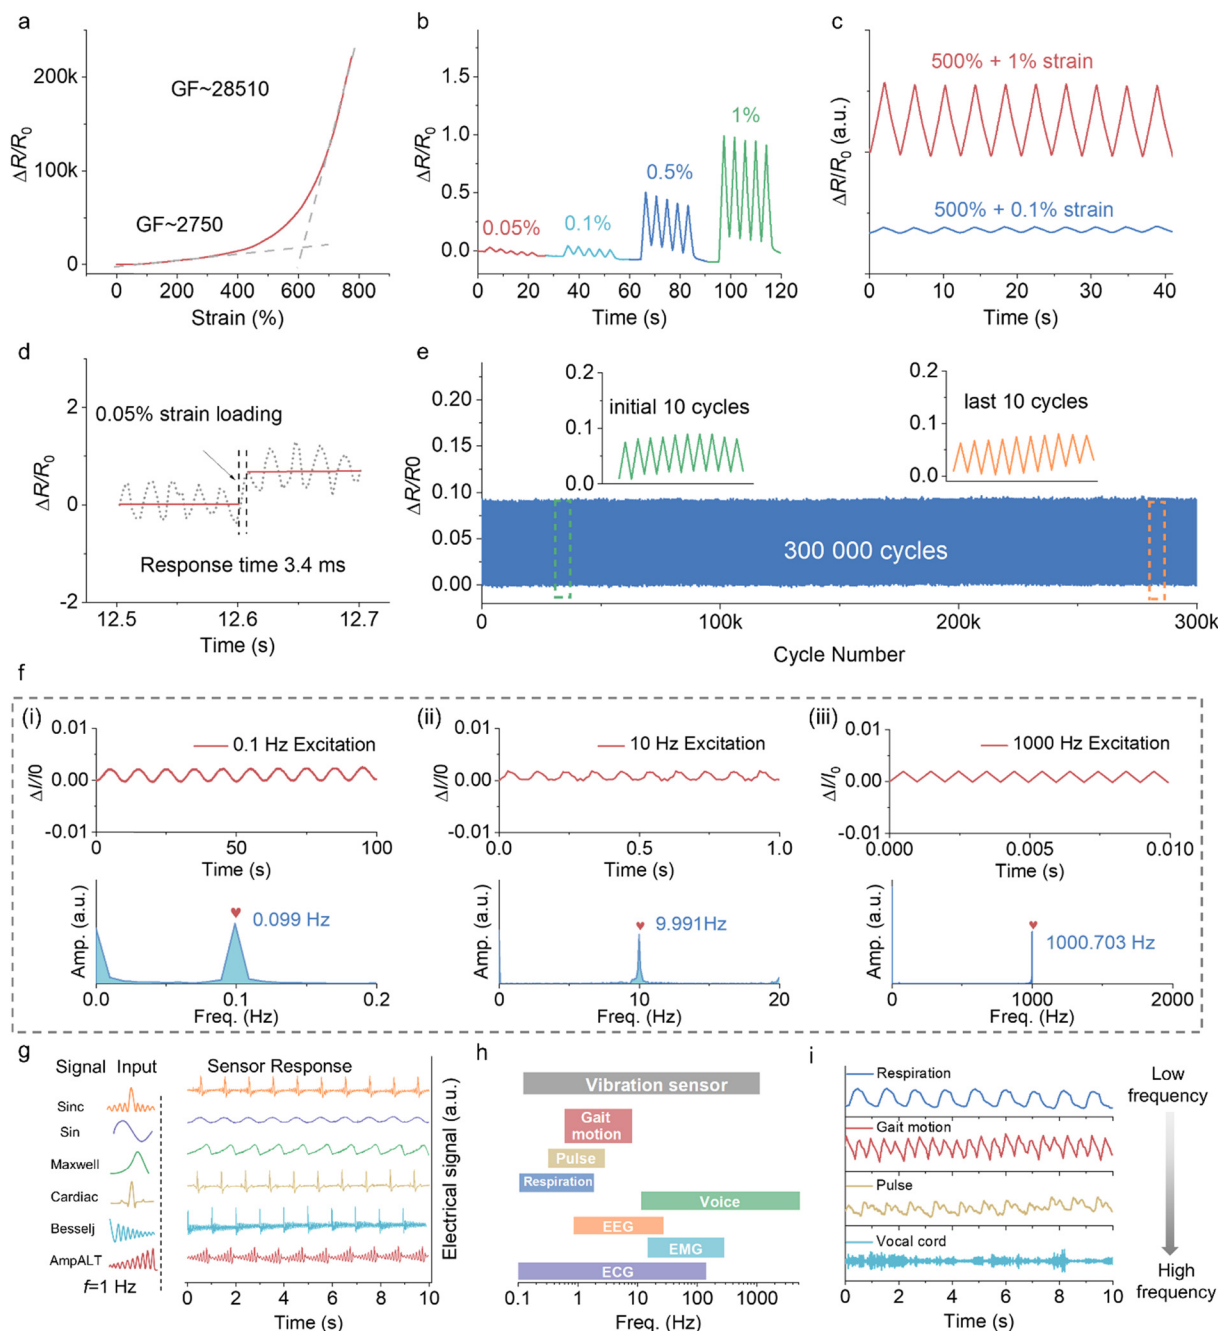 a
ΔR/R0
200k
100k
0
GF~28510
GF~2750
0 200 400 600 800
Strain (%)
b
ΔR/R0
1.5
1.0
0.5
0.0
0.05%
0.1%
0.5%
1%
0 20 40 60 80 100 120
Time (s)
c
ΔR/R0 (a.u.)
500% + 1% strain
500% + 0.1% strain
0 10 20 30 40
Time (s)
d
ΔR/R0
2
0
-2
0.05% strain loading
Response time 3.4 ms
12.5 12.6 12.7
Time (s)
e
ΔR/R0
0.20
0.15
0.10
0.05
0.00
0.2
0.1
0.0
initial 10 cycles
0.2
0.1
0.0
last 10 cycles
300 000 cycles
0 100k 200k 300k
Cycle Number
f
(i)
ΔI/I0
0.01
0.00
-0.01
0.1 Hz Excitation
0 50 100
Time (s)
Amp. (a.u.)
0.099 Hz
0.0 0.1 0.2
Freq. (Hz)
(ii)
ΔI/I0
0.01
0.00
-0.01
10 Hz Excitation
0.0 0.5 1.0
Time (s)
Amp. (a.u.)
9.991Hz
0 10 20
Freq. (Hz)
(iii)
ΔI/I0
0.01
0.00
-0.01
1000 Hz Excitation
0.000 0.005 0.010
Time (s)
Amp. (a.u.)
1000.703 Hz
0 1000 2000
Freq. (Hz)
g
Signal Input
Sensor Response
Sinc
Sin
Maxwell
Cardiac
Besselj
AmpALT
f=1 Hz
Electrical signal (a.u.)
0 2 4 6 8 10
Time (s)
h
Vibration sensor
Gait
motion
Pulse
Respiration
Voice
EEG
EMG
ECG
0.1 1 10 100 1000
Freq. (Hz)
i
Respiration
Gait motion
Pulse
Vocal cord
0 2 4 6 8 10
Time (s)
Low
frequency
High
frequency